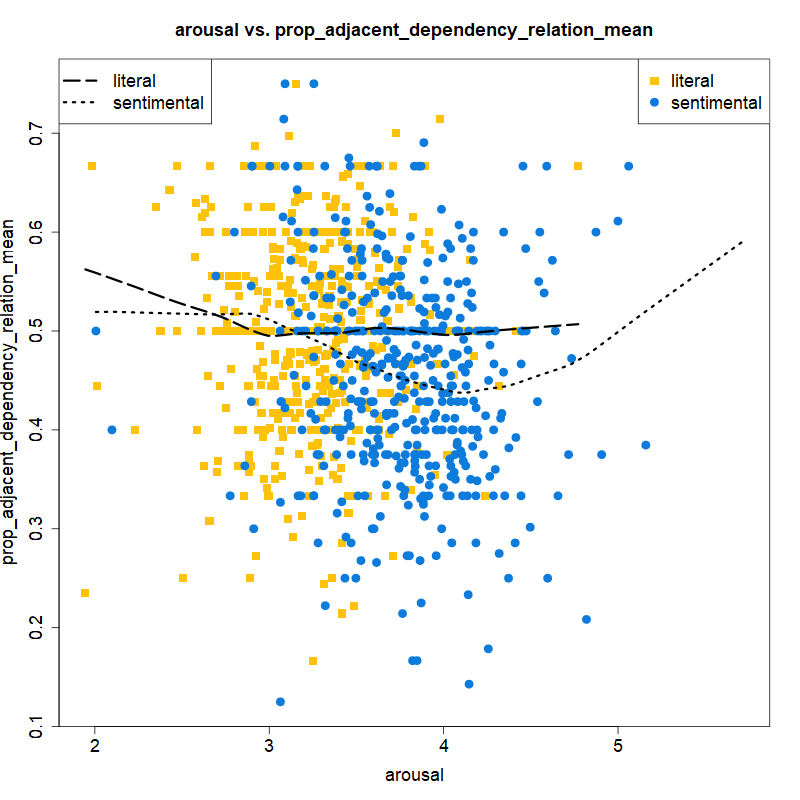 arousal vs. prop_adjacent_dependency_relation_mean
literal
sentimental
literal
sentimental
prop_adjacent_dependency_relation_mean
0.7
0.6
0.5
0.4
0.3
0.2
0.1
2 3 4 5
arousal